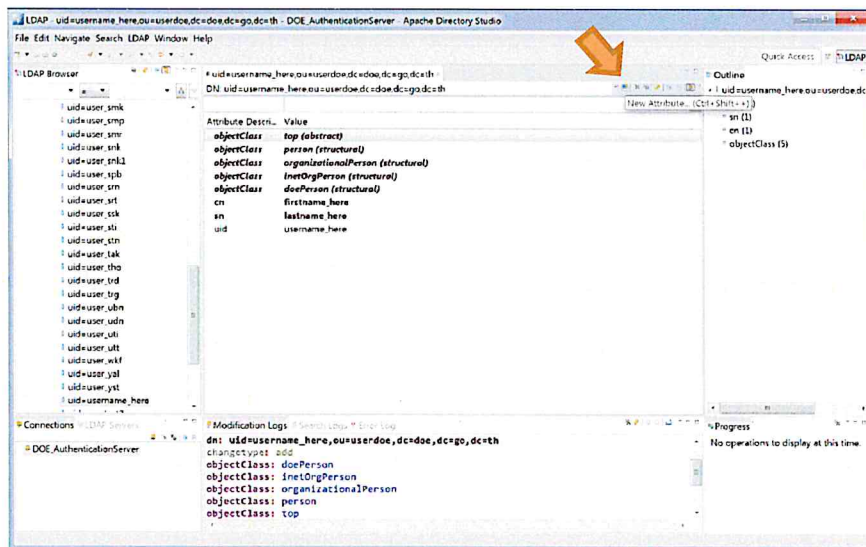 LDAP - uid=username_here,ou=userdoe,dc=doe,dc=go,dc=th - DOE_AuthenticationServer - Apache Directory Studio
File Edit Navigate Search LDAP Window Help
Quick Access
LDAP
LDAP Browser
uid=user_smk
uid=user_smp
uid=user_smr
uid=user_snk
uid=user_snk1
uid=user_spb
uid=user_srn
uid=user_srt
uid=user_ssk
uid=user_sti
uid=user_stn
uid=user_tak
uid=user_tho
uid=user_trd
uid=user_trg
uid=user_ubn
uid=user_udn
uid=user_uti
uid=user_utt
uid=user_wkf
uid=user_yal
uid=user_yst
uid=username_here
uid=username_here,ou=userdoe,dc=doe,dc=go,dc=th
DN: uid=username_here,ou=userdoe,dc=doe,dc=go,dc=th
New Attribute... (Ctrl+Shift++)
Attribute Descri... Value
objectClass top (abstract)
objectClass person (structural)
objectClass organizationalPerson (structural)
objectClass inetOrgPerson (structural)
objectClass doePerson (structural)
cn firstname_here
sn lastname_here
uid username_here
Outline
uid=username_here,ou=userdoe,dc
sn (1)
cn (1)
objectClass (5)
Connections LDAP Servers
DOE_AuthenticationServer
Modification Logs Search Logs Error Log
dn: uid=username_here,ou=userdoe,dc=doe,dc=go,dc=th
changetype: add
objectClass: doePerson
objectClass: inetOrgPerson
objectClass: organizationalPerson
objectClass: person
objectClass: top
Progress
No operations to display at this time.